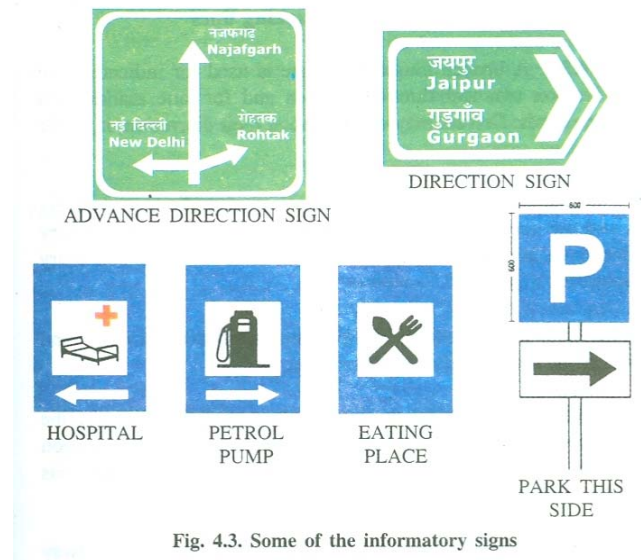 नजफगढ़
Najafgarh
नई दिल्ली
New Delhi
रोहतक
Rohtak
ADVANCE DIRECTION SIGN
जयपुर
Jaipur
गुड़गाँव
Gurgaon
DIRECTION SIGN
600
600
P
HOSPITAL
PETROL
PUMP
EATING
PLACE
PARK THIS
SIDE
Fig. 4.3. Some of the informatory signs